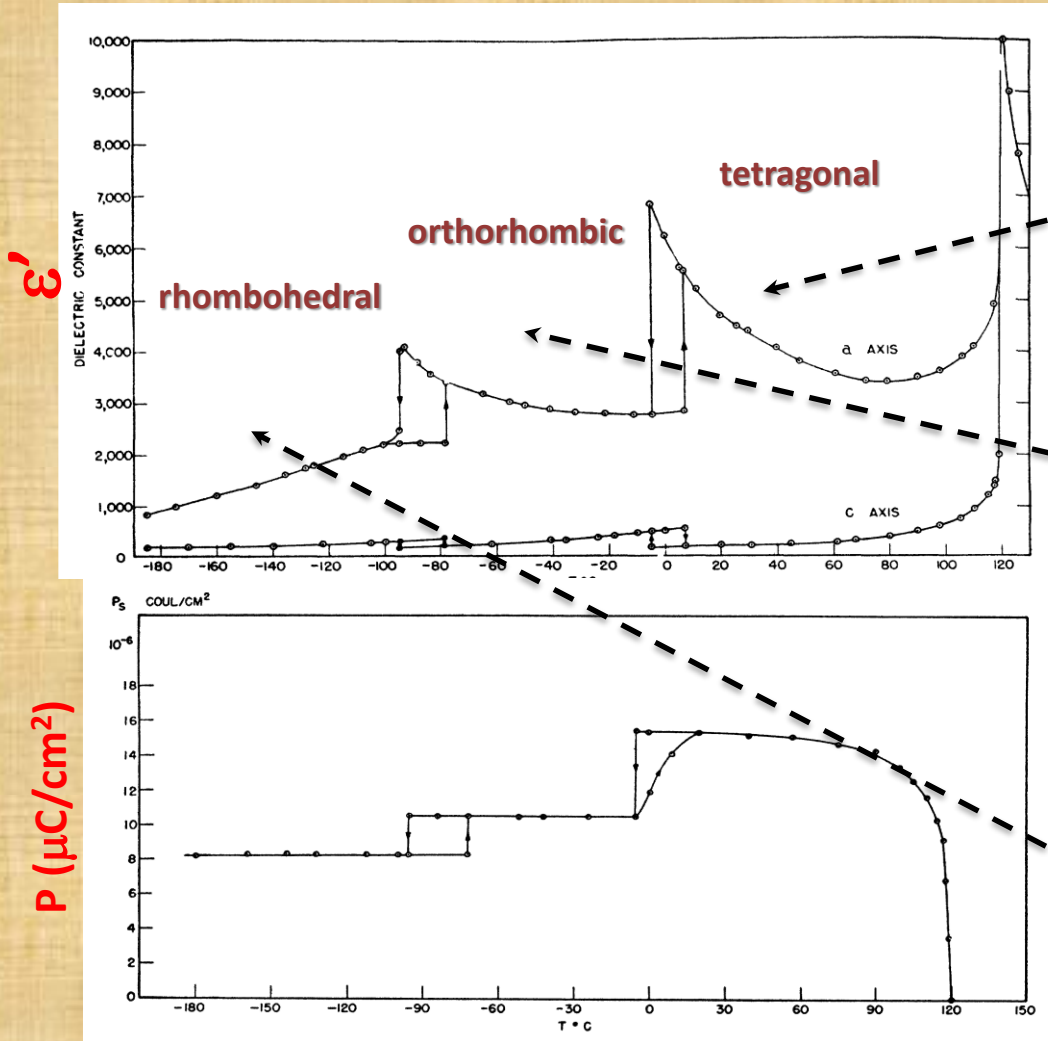 10,000
9,000
8,000
7,000
6,000
5,000
4,000
3,000
2,000
1,000
0
DIELECTRIC CONSTANT
ε′
tetragonal
orthorhombic
rhombohedral
a AXIS
C AXIS
-180 -160 -140 -120 -100 -80 -60 -40 -20 0 20 40 60 80 100 120
Ps COUL/CM²
10⁻⁶
18
16
14
12
10
8
6
4
2
0
P (μC/cm²)
-180 -150 -120 -90 -60 -30 0 30 60 90 120 150
T °C